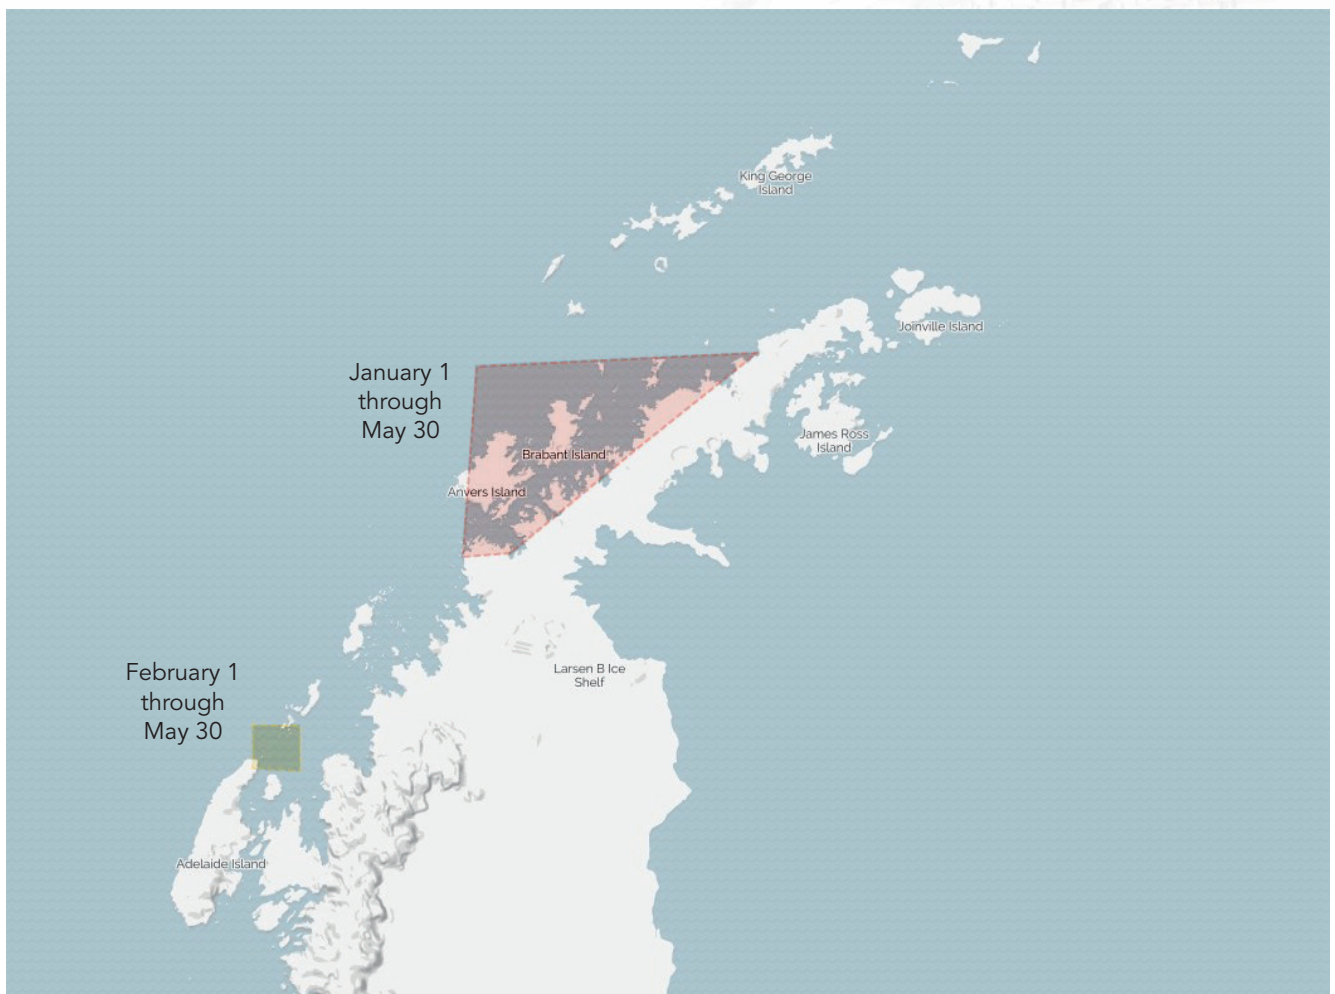 King George
Island
Joinville Island
January 1
through
May 30
James Ross
Island
Brabant Island
Anvers Island
Larsen B Ice
Shelf
February 1
through
May 30
Adelaide Island